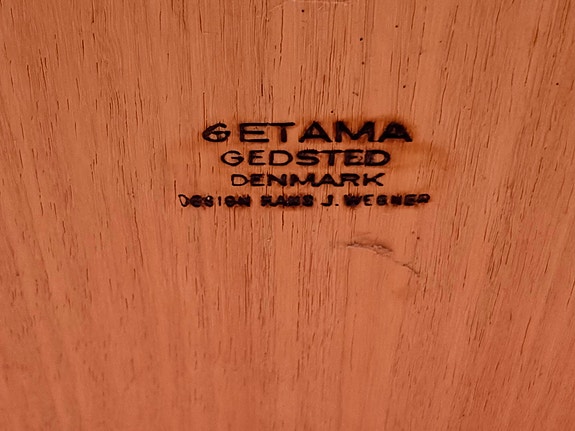 GETAMA
GEDSTED
DENMARK
DESIGN HANS J. WEGNER